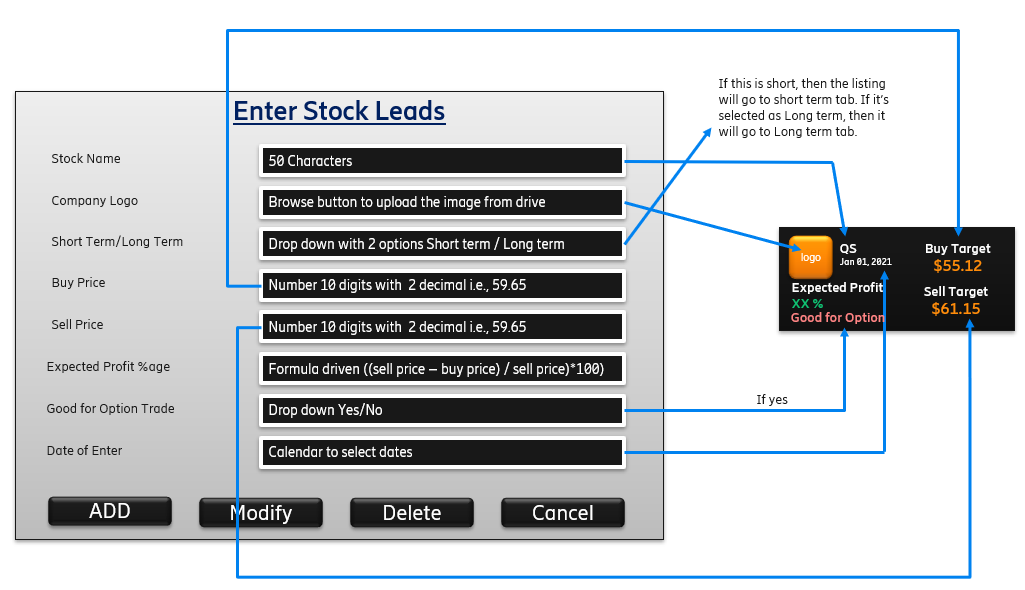 If this is short, then the listing
will go to short term tab. If it's
selected as Long term, then it
will go to Long term tab.
Enter Stock Leads
Stock Name
50 Characters
Company Logo
Browse button to upload the image from drive
Short Term/Long Term
Drop down with 2 options Short term / Long term
Buy Price
Number 10 digits with 2 decimal i.e., 59.65
Sell Price
Number 10 digits with 2 decimal i.e., 59.65
Expected Profit %age
Formula driven ((sell price – buy price) / sell price)*100)
Good for Option Trade
Drop down Yes/No
Date of Enter
Calendar to select dates
ADD
Modify
Delete
Cancel
logo
QS
Jan 01, 2021
Buy Target
$55.12
Expected Profit
XX %
Good for Option
Sell Target
$61.15
If yes